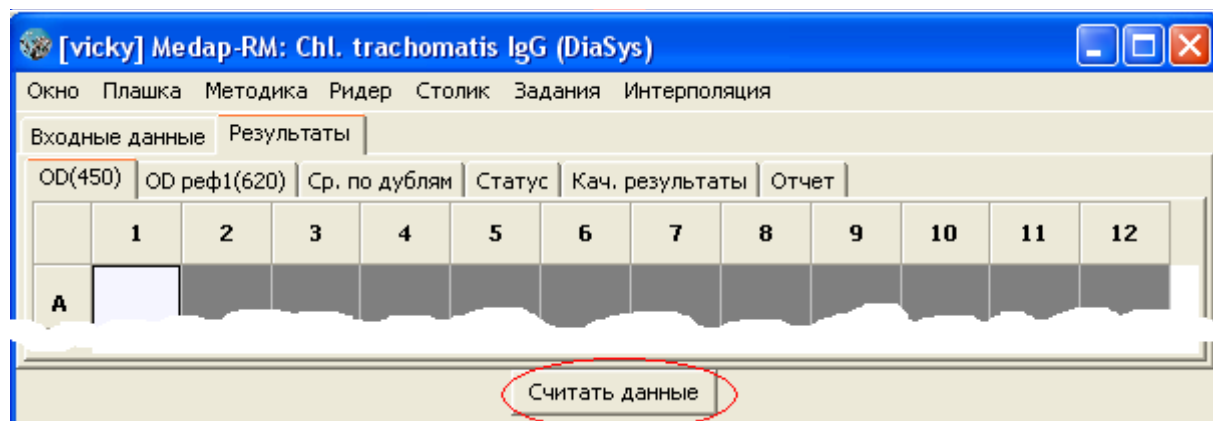 [vicky] Medap-RM: Chl. trachomatis IgG (DiaSys)
Окно Плашка Методика Ридер Столик Задания Интерполяция
Входные данные Результаты
OD(450) OD реф1(620) Ср. по дублям Статус Кач. результаты Отчет
1 2 3 4 5 6 7 8 9 10 11 12
A
Считать данные